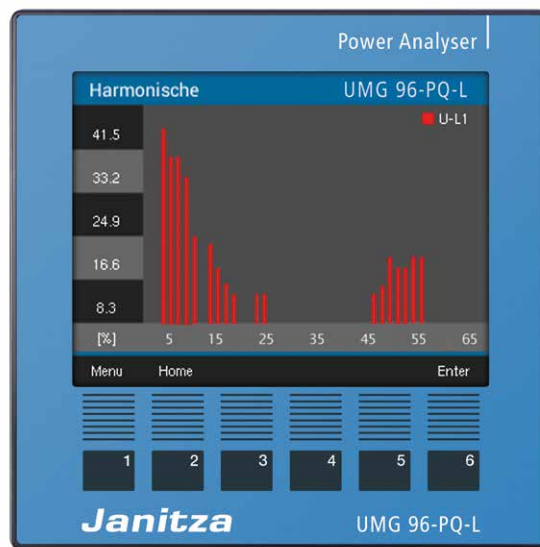 Power Analyser
Harmonische UMG 96-PQ-L
U-L1
41.5
33.2
24.9
16.6
8.3
[%] 5 15 25 35 45 55 65
Menu Home Enter
1 2 3 4 5 6
Janitza UMG 96-PQ-L